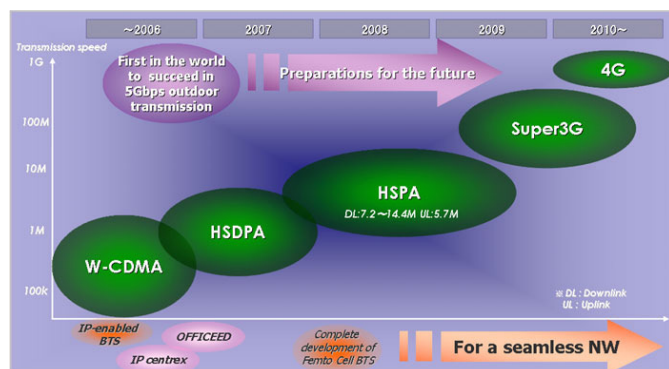 ~2006 2007 2008 2009 2010~
Transmission speed
1G
First in the world
to succeed in
5Gbps outdoor
transmission
Preparations for the future
4G
100M
Super3G
10M
HSPA
DL:7.2~14.4M UL:5.7M
1M
HSDPA
W-CDMA
100k
※ DL : Downlink
UL : Uplink
IP-enabled
BTS
OFFICEED
IP centrex
Complete
development of
Femto Cell BTS
For a seamless NW